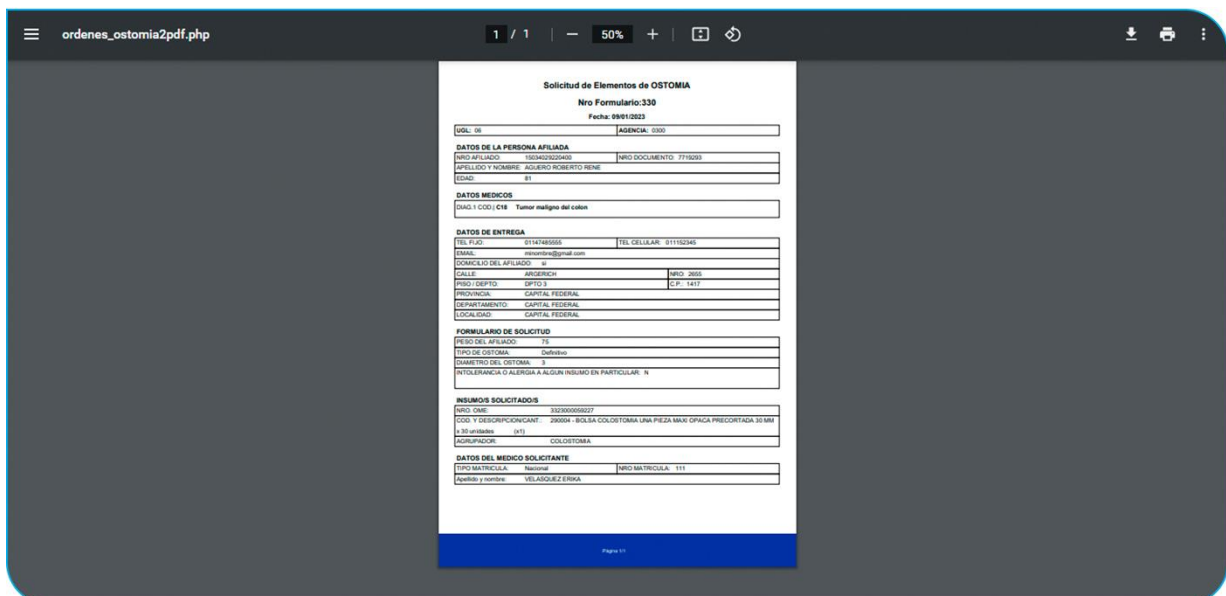 ordenes_ostomia2pdf.php
1 / 1
50%
Solicitud de Elementos de OSTOMIA
Nro Formulario:330
Fecha: 09/01/2023
UGL: 06 AGENCIA: 0300
DATOS DE LA PERSONA AFILIADA
NRO AFILIADO: 15034029220400 NRO DOCUMENTO: 7719293
APELLIDO Y NOMBRE: AGUERO ROBERTO RENE
EDAD: 81
DATOS MEDICOS
DIAG.1 COD.| C18 Tumor maligno del colon
DATOS DE ENTREGA
TEL FIJO: 01147485555 TEL CELULAR: 011152345
EMAIL: minombre@gmail.com
DOMICILIO DEL AFILIADO: si
CALLE: ARGERICH NRO: 2655
PISO / DEPTO: DPTO 3 C.P.: 1417
PROVINCIA: CAPITAL FEDERAL
DEPARTAMENTO: CAPITAL FEDERAL
LOCALIDAD: CAPITAL FEDERAL
FORMULARIO DE SOLICITUD
PESO DEL AFILIADO: 75
TIPO DE OSTOMA: Definitivo
DIAMETRO DEL OSTOMA: 3
INTOLERANCIA O ALERGIA A ALGUN INSUMO EN PARTICULAR: N
INSUMO/S SOLICITADO/S
NRO. OME: 3323000059227
COD. Y DESCRIPCION/CANT.: 290004 - BOLSA COLOSTOMIA UNA PIEZA MAXI OPACA PRECORTADA 30 MM
x 30 unidades (x1)
AGRUPADOR: COLOSTOMIA
DATOS DEL MEDICO SOLICITANTE
TIPO MATRICULA: Nacional NRO MATRICULA: 111
Apellido y nombre: VELASQUEZ ERIKA
Página 1/1